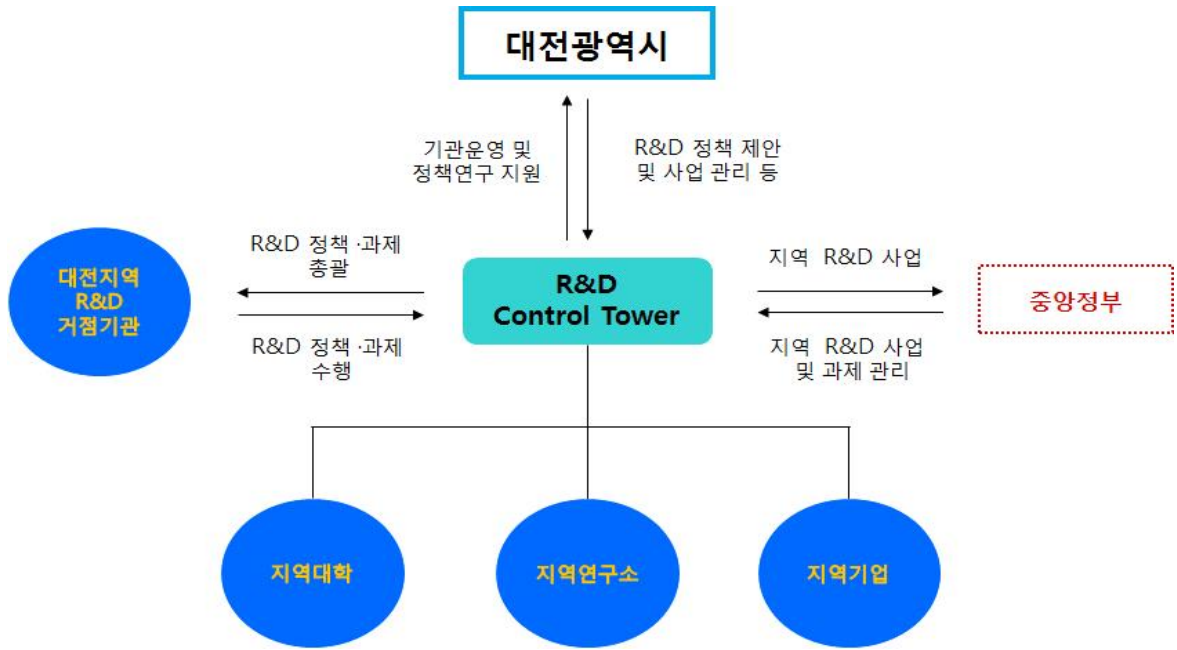 대전광역시
기관운영 및
정책연구 지원
R&D 정책 제안
및 사업 관리 등
R&D 정책 ·과제
총괄
대전지역
R&D
거점기관
R&D 정책 ·과제
수행
R&D
Control Tower
지역 R&D 사업
중앙정부
지역 R&D 사업
및 과제 관리
지역대학
지역연구소
지역기업